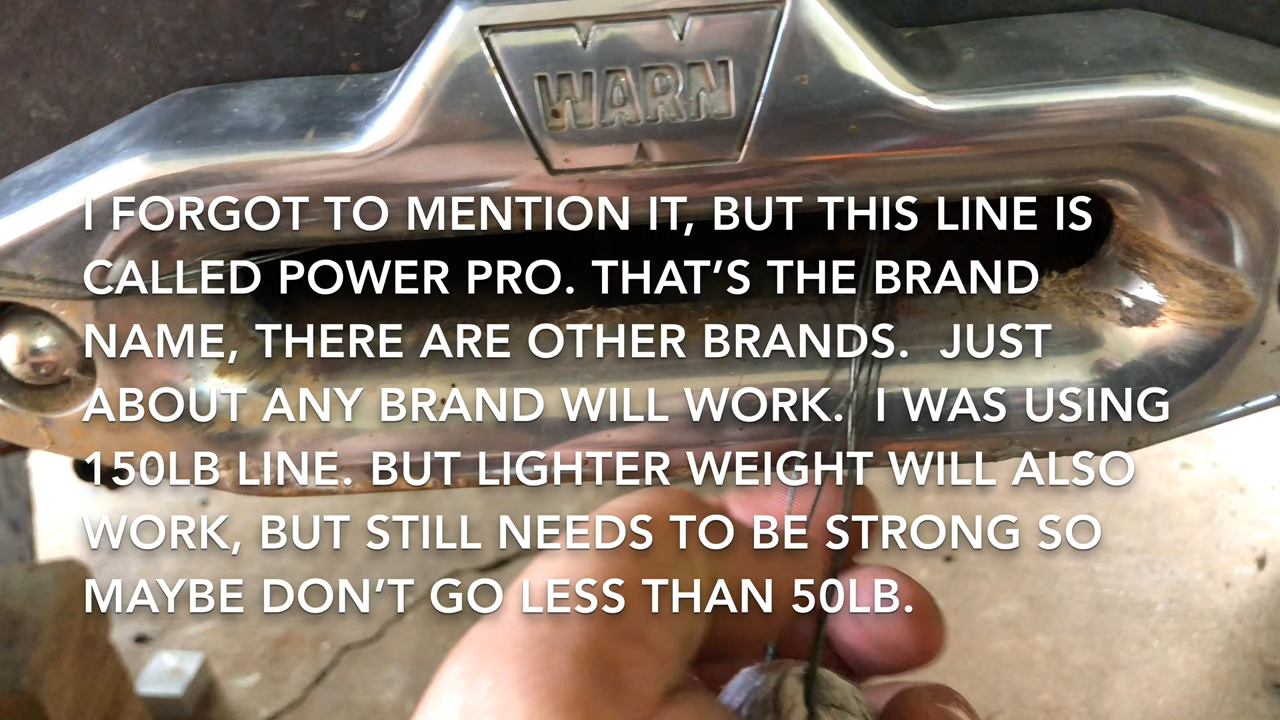 WARN
I FORGOT TO MENTION IT, BUT THIS LINE IS
CALLED POWER PRO. THAT’S THE BRAND
NAME, THERE ARE OTHER BRANDS.  JUST
ABOUT ANY BRAND WILL WORK.  I WAS USING
150LB LINE. BUT LIGHTER WEIGHT WILL ALSO
WORK, BUT STILL NEEDS TO BE STRONG SO
MAYBE DON’T GO LESS THAN 50LB.